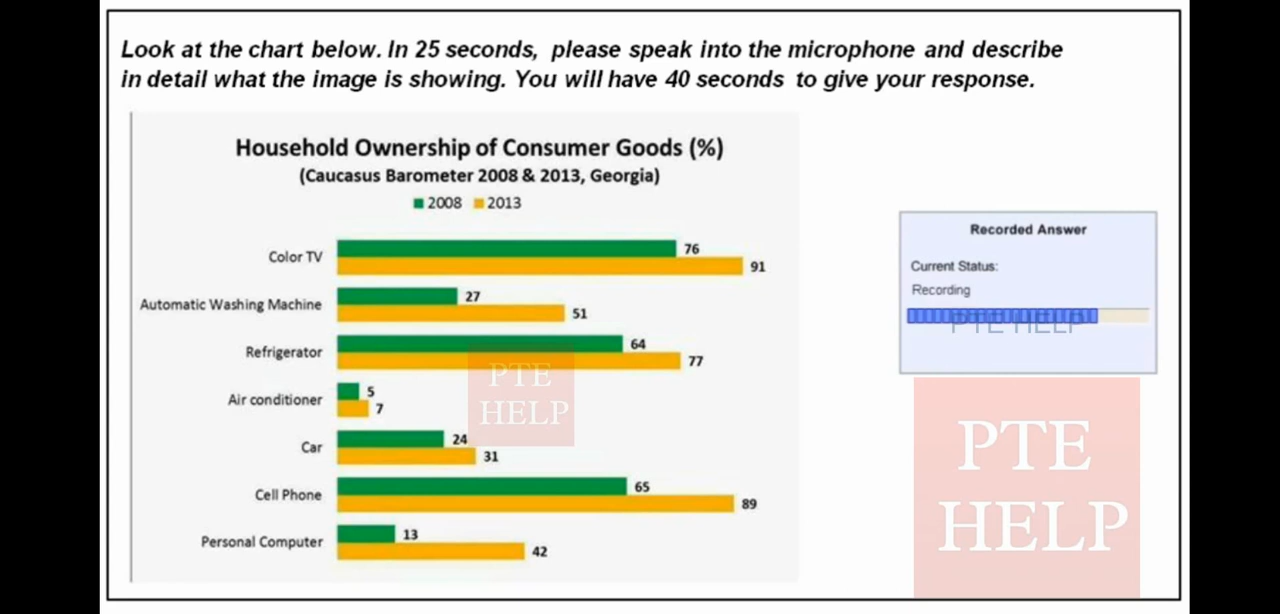 Look at the chart below. In 25 seconds, please speak into the microphone and describe
in detail what the image is showing. You will have 40 seconds to give your response.
Household Ownership of Consumer Goods (%)
(Caucasus Barometer 2008 & 2013, Georgia)
2008 2013
Color TV 76
91
Automatic Washing Machine 27
51
Refrigerator 64
77
Air conditioner 5
7
Car 24
31
Cell Phone 65
89
Personal Computer 13
42
PTE
HELP
Recorded Answer
Current Status:
Recording
PTE HELP
PTE
HELP